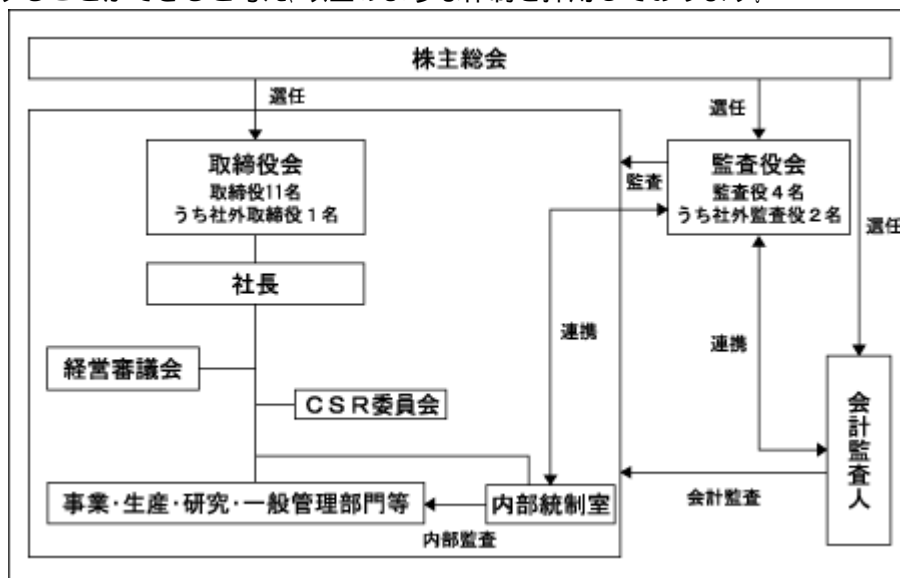 株主総会
選任
選任
取締役会
取締役11名
うち社外取締役1名
監査
監査役会
監査役4名
うち社外監査役2名
選任
社長
連携
連携
経営審議会
CSR委員会
会計監査人
事業・生産・研究・一般管理部門等
内部統制室
会計監査
内部監査